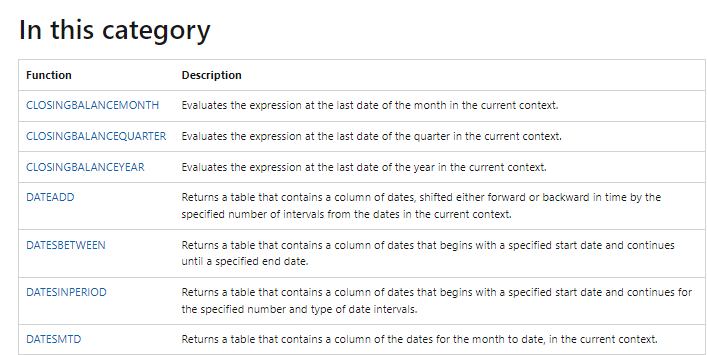 In this category
Function Description
CLOSINGBALANCEMONTH Evaluates the expression at the last date of the month in the current context.
CLOSINGBALANCEQUARTER Evaluates the expression at the last date of the quarter in the current context.
CLOSINGBALANCEYEAR Evaluates the expression at the last date of the year in the current context.
DATEADD Returns a table that contains a column of dates, shifted either forward or backward in time by the
specified number of intervals from the dates in the current context.
DATESBETWEEN Returns a table that contains a column of dates that begins with a specified start date and continues
until a specified end date.
DATESINPERIOD Returns a table that contains a column of dates that begins with a specified start date and continues for
the specified number and type of date intervals.
DATESMTD Returns a table that contains a column of the dates for the month to date, in the current context.